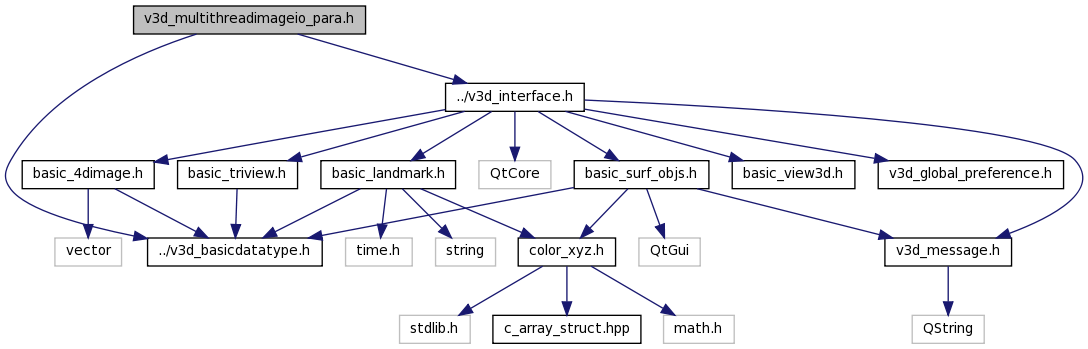 v3d_multithreadimageio_para.h
../v3d_interface.h
basic_4dimage.h
basic_triview.h
basic_landmark.h
QtCore
basic_surf_objs.h
basic_view3d.h
v3d_global_preference.h
vector
../v3d_basicdatatype.h
time.h
string
color_xyz.h
QtGui
v3d_message.h
stdlib.h
c_array_struct.hpp
math.h
QString